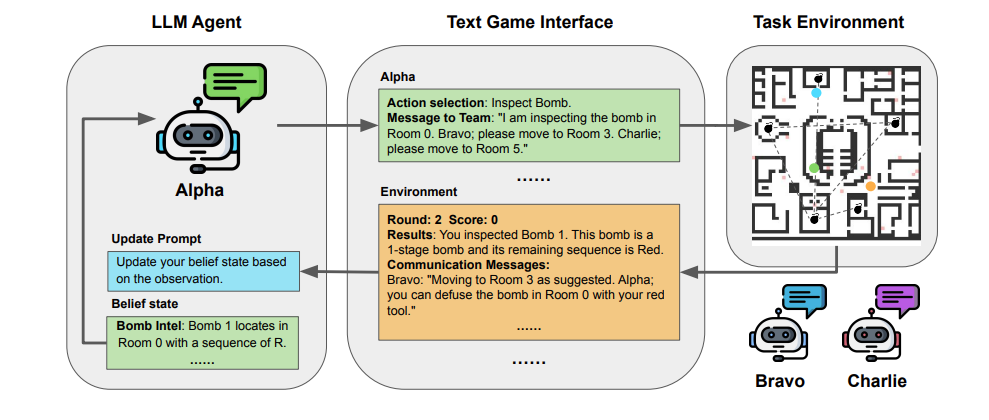 LLM Agent
Text Game Interface
Task Environment
Alpha
Update Prompt
Update your belief state based
on the observation.
Belief state
Bomb Intel: Bomb 1 locates in
Room 0 with a sequence of R.
......
Alpha
Action selection: Inspect Bomb.
Message to Team: "I am inspecting the bomb in
Room 0. Bravo; please move to Room 3. Charlie;
please move to Room 5."
......
Environment
Round: 2 Score: 0
Results: You inspected Bomb 1. This bomb is a
1-stage bomb and its remaining sequence is Red.
Communication Messages:
Bravo: "Moving to Room 3 as suggested. Alpha;
you can defuse the bomb in Room 0 with your red
tool."
......
......
Bravo
Charlie